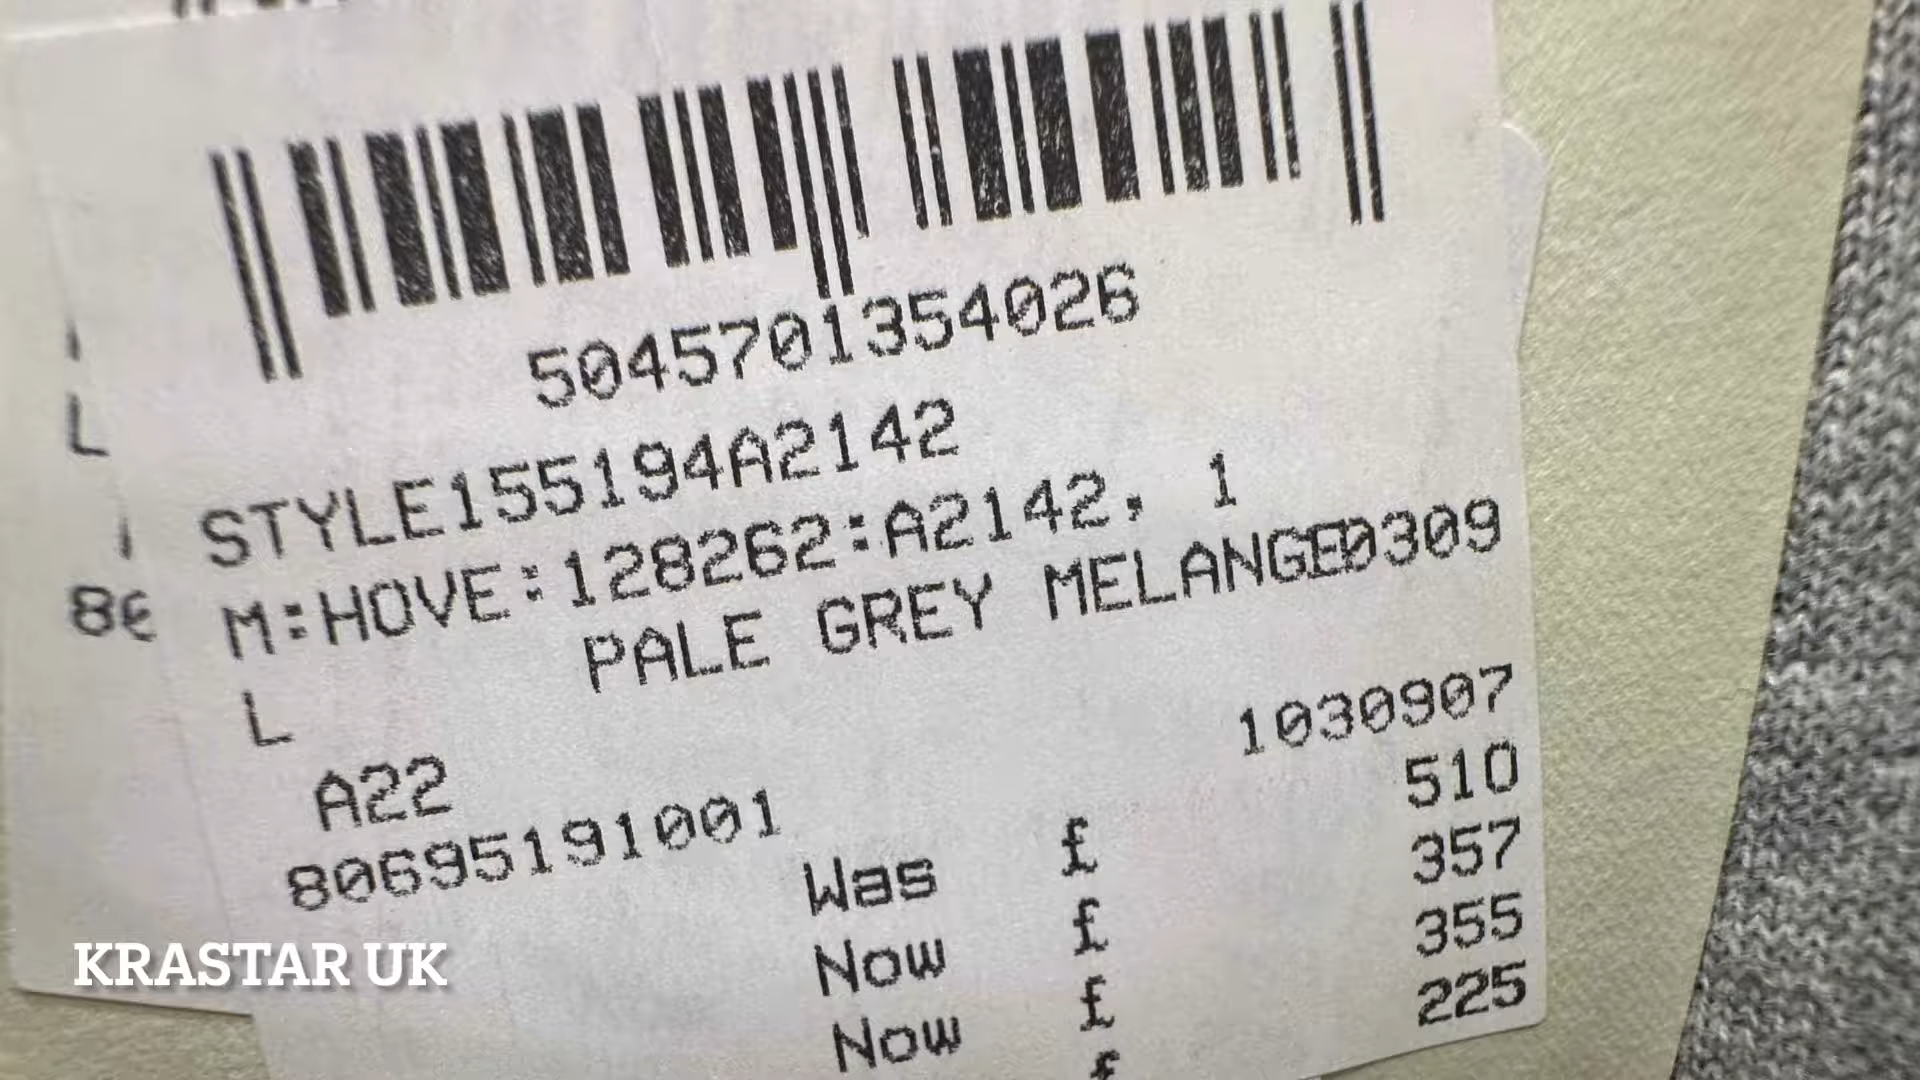 5045701354026
STYLE155194A2142
M:HOVE:128262:A2142, 1
PALE GREY MELANGE0309
L
1030907
A22
80695191001
510
Was £ 357
Now £ 355
Now £ 225
£
L
86
KRASTAR UK